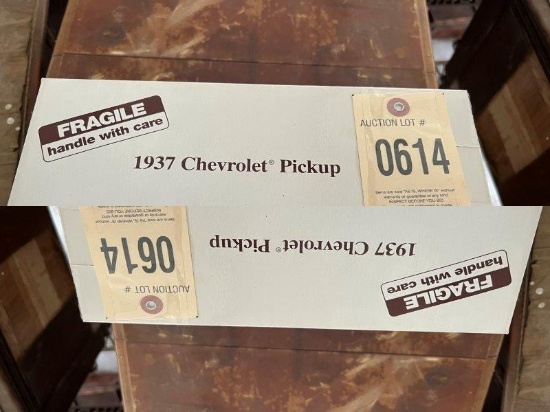 FRAGILE
handle with care
1937 Chevrolet® Pickup
AUCTION LOT #
0614
1937 Chevrolet® Pickup
FRAGILE
handle with care
AUCTION LOT #
0614